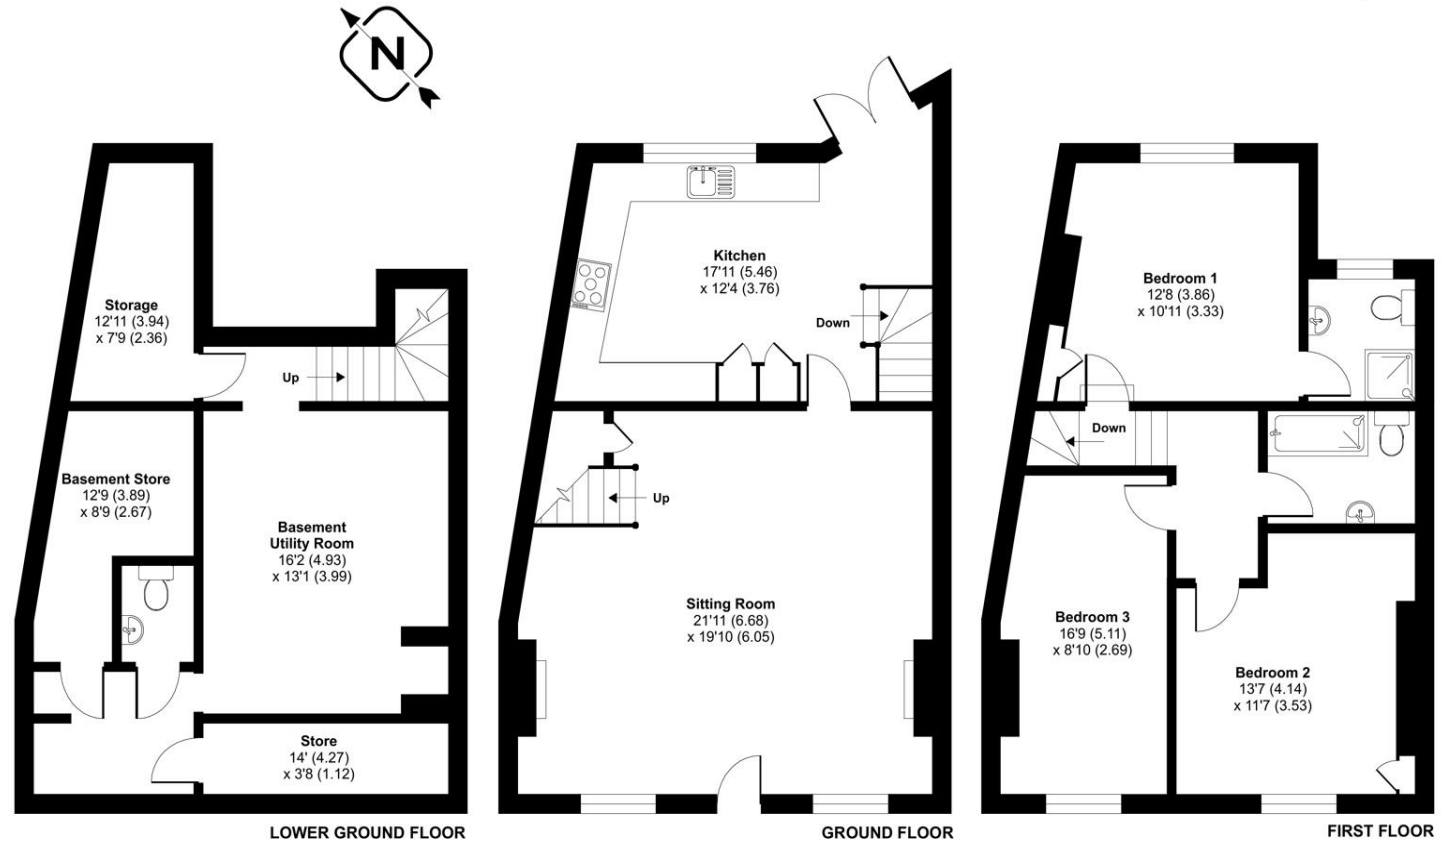 N
Storage
12'11 (3.94)
x 7'9 (2.36)
Up
Basement Store
12'9 (3.89)
x 8'9 (2.67)
Basement
Utility Room
16'2 (4.93)
x 13'1 (3.99)
Store
14' (4.27)
x 3'8 (1.12)
LOWER GROUND FLOOR
Kitchen
17'11 (5.46)
x 12'4 (3.76)
Down
Up
Sitting Room
21'11 (6.68)
x 19'10 (6.05)
GROUND FLOOR
Bedroom 1
12'8 (3.86)
x 10'11 (3.33)
Down
Bedroom 3
16'9 (5.11)
x 8'10 (2.69)
Bedroom 2
13'7 (4.14)
x 11'7 (3.53)
FIRST FLOOR